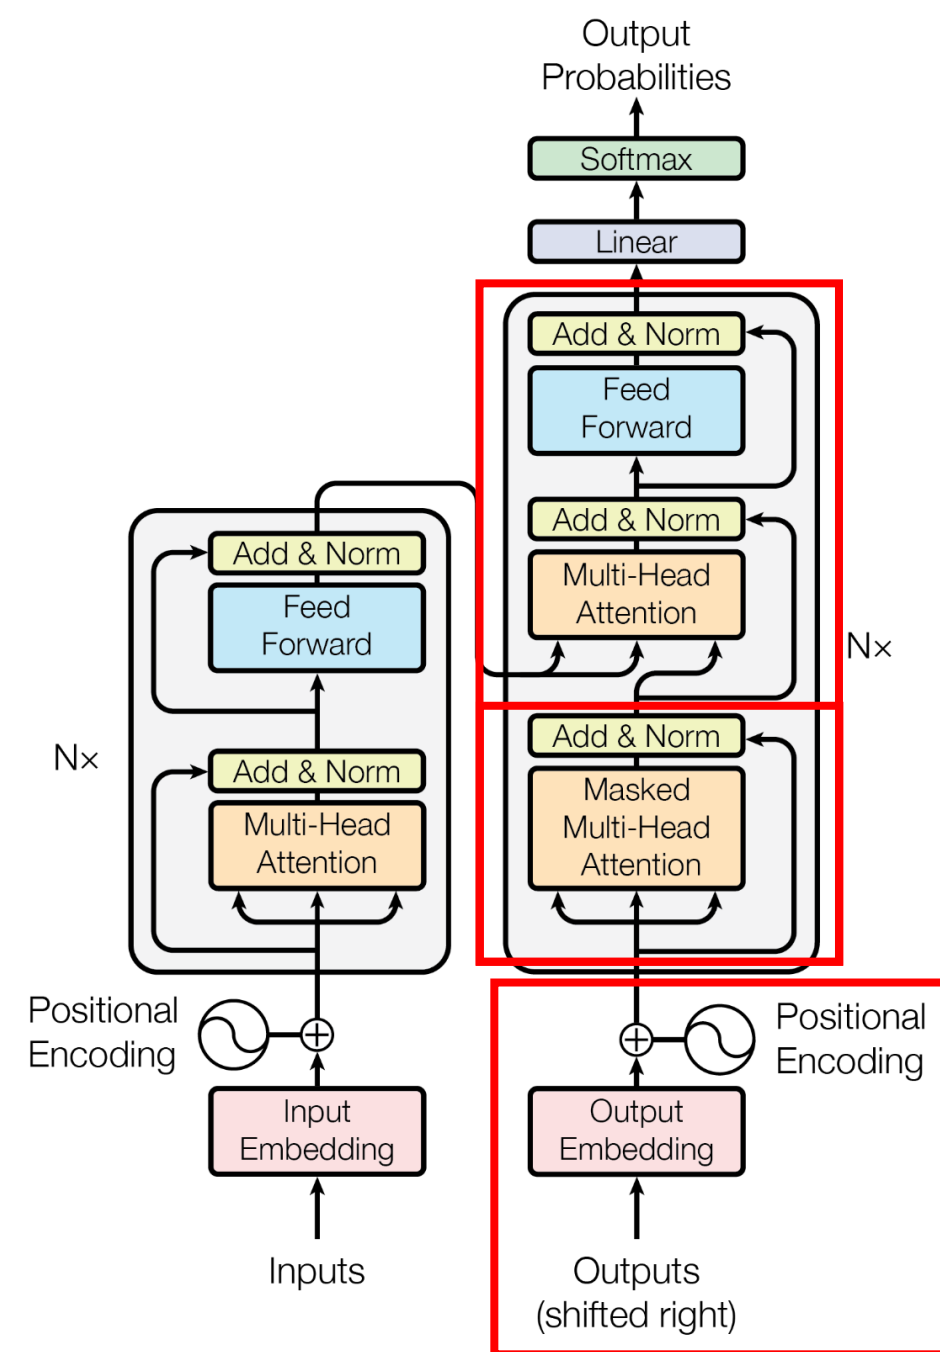 Output
Probabilities
Softmax
Linear
Add & Norm
Feed
Forward
Add & Norm
Multi-Head
Attention
N×
Add & Norm
Masked
Multi-Head
Attention
Add & Norm
Feed
Forward
N×
Add & Norm
Multi-Head
Attention
Positional
Encoding
Input
Embedding
Inputs
Positional
Encoding
Output
Embedding
Outputs
(shifted right)